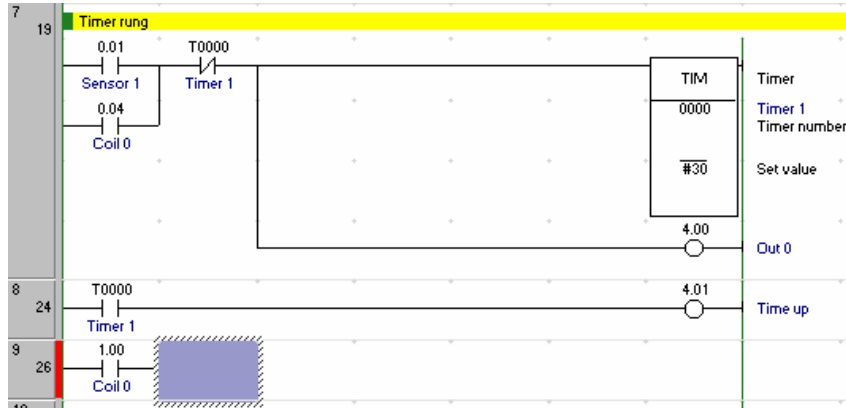 7
19
Timer rung
0.01
T0000
Sensor 1
Timer 1
TIM
Timer
0.04
Coil 0
0000
Timer 1
Timer number
#30
Set value
4.00
Out 0
8
24
T0000
Timer 1
4.01
Time up
9
26
1.00
Coil 0
10